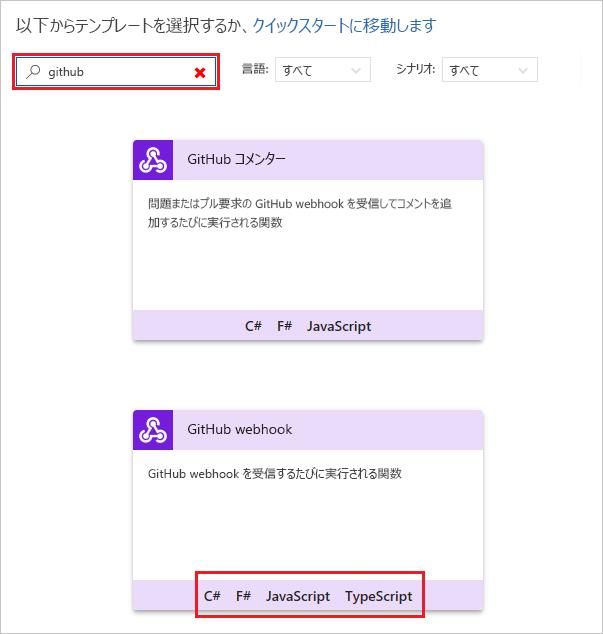 以下からテンプレートを選択するか、クイックスタートに移動します
github
言語: すべて
シナリオ: すべて
GitHub コメンター
問題またはプル要求の GitHub webhook を受信してコメントを追
加するたびに実行される関数
C# F# JavaScript
GitHub webhook
GitHub webhook を受信するたびに実行される関数
C# F# JavaScript TypeScript